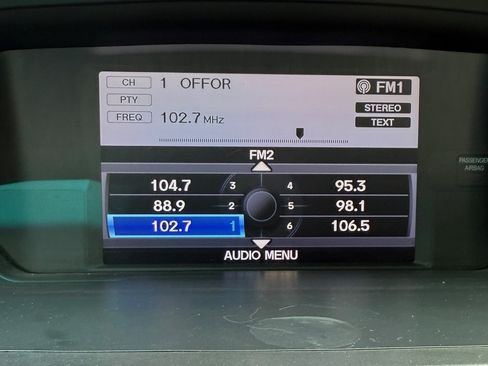 CH 1 OFFOR FM1
PTY
FREQ 102.7 MHz STEREO
TEXT
FM2
104.7 3 4 95.3
88.9 2 5 98.1
102.7 1 6 106.5
AUDIO MENU
PASSENGER
AIRBAG